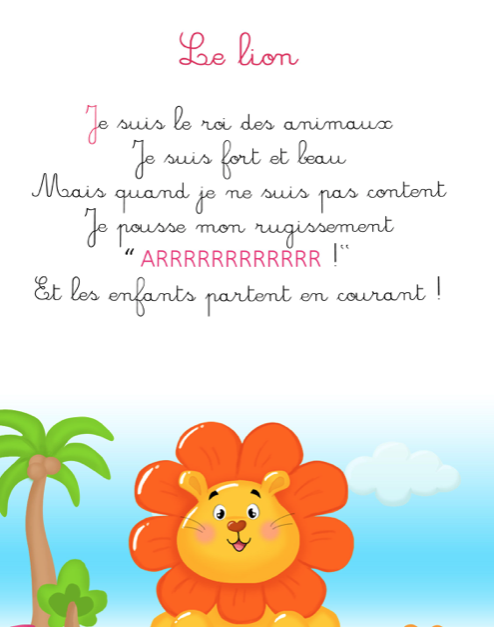 Le lion
Je suis le roi des animaux
Je suis fort et beau
Mais quand je ne suis pas content
Je pousse mon rugissement
“ ARRRRRRRRRRRR !“
Et les enfants partent en courant !